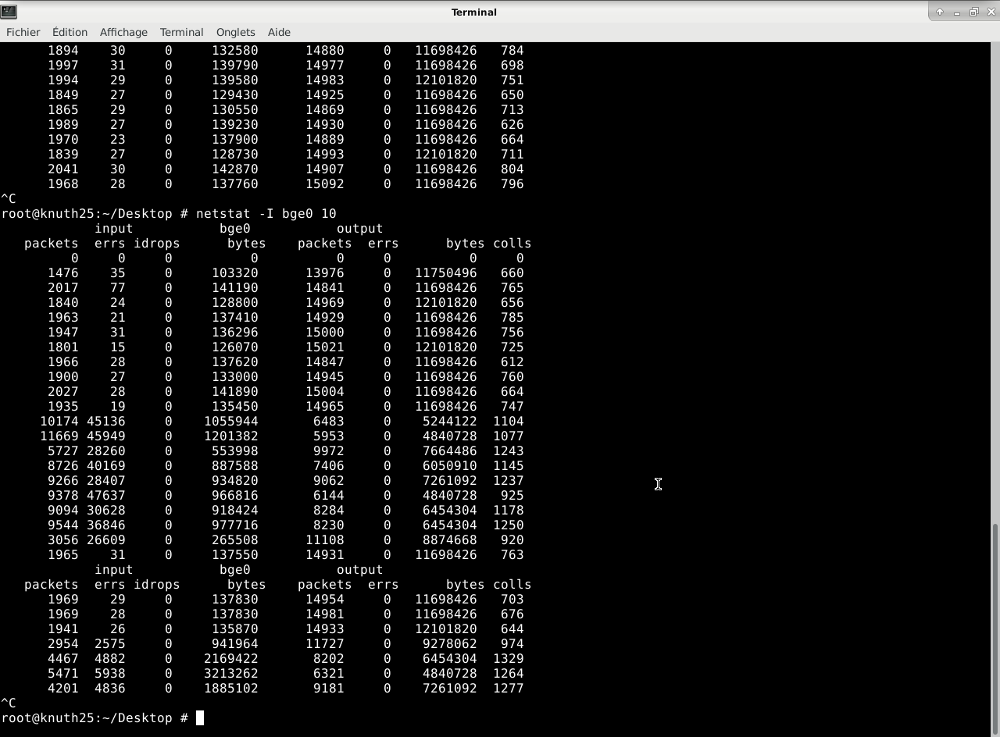 Terminal
Fichier Édition Affichage Terminal Onglets Aide
1894 30 0 132580 14880 0 11698426 784
1997 31 0 139790 14977 0 11698426 698
1994 29 0 139580 14983 0 12101820 751
1849 27 0 129430 14925 0 11698426 650
1865 29 0 130550 14869 0 11698426 713
1989 27 0 139230 14930 0 11698426 626
1970 23 0 137900 14889 0 11698426 664
1839 27 0 128730 14993 0 12101820 711
2041 30 0 142870 14907 0 11698426 804
1968 28 0 137760 15092 0 11698426 796
^C
root@knuth25:~/Desktop # netstat -I bge0 10
input bge0 output
packets errs idrops bytes packets errs bytes colls
0 0 0 0 0 0 0 0
1476 35 0 103320 13976 0 11750496 660
2017 77 0 141190 14841 0 11698426 765
1840 24 0 128800 14969 0 12101820 656
1963 21 0 137410 14929 0 11698426 785
1947 31 0 136296 15000 0 11698426 756
1801 15 0 126070 15021 0 12101820 725
1966 28 0 137620 14847 0 11698426 612
1900 27 0 133000 14945 0 11698426 760
2027 28 0 141890 15004 0 11698426 664
1935 19 0 135450 14965 0 11698426 747
10174 45136 0 1055944 6483 0 5244122 1104
11669 45949 0 1201382 5953 0 4840728 1077
5727 28260 0 553998 9972 0 7664486 1243
8726 40169 0 887588 7406 0 6050910 1145
9266 28407 0 934820 9062 0 7261092 1237
9378 47637 0 966816 6144 0 4840728 925
9094 30628 0 918424 8284 0 6454304 1178
9544 36846 0 977716 8230 0 6454304 1250
3056 26609 0 265508 11108 0 8874668 920
1965 31 0 137550 14931 0 11698426 763
input bge0 output
packets errs idrops bytes packets errs bytes colls
1969 29 0 137830 14954 0 11698426 703
1969 28 0 137830 14981 0 11698426 676
1941 26 0 135870 14933 0 12101820 644
2954 2575 0 941964 11727 0 9278062 974
4467 4882 0 2169422 8202 0 6454304 1329
5471 5938 0 3213262 6321 0 4840728 1264
4201 4836 0 1885102 9181 0 7261092 1277
^C
root@knuth25:~/Desktop #